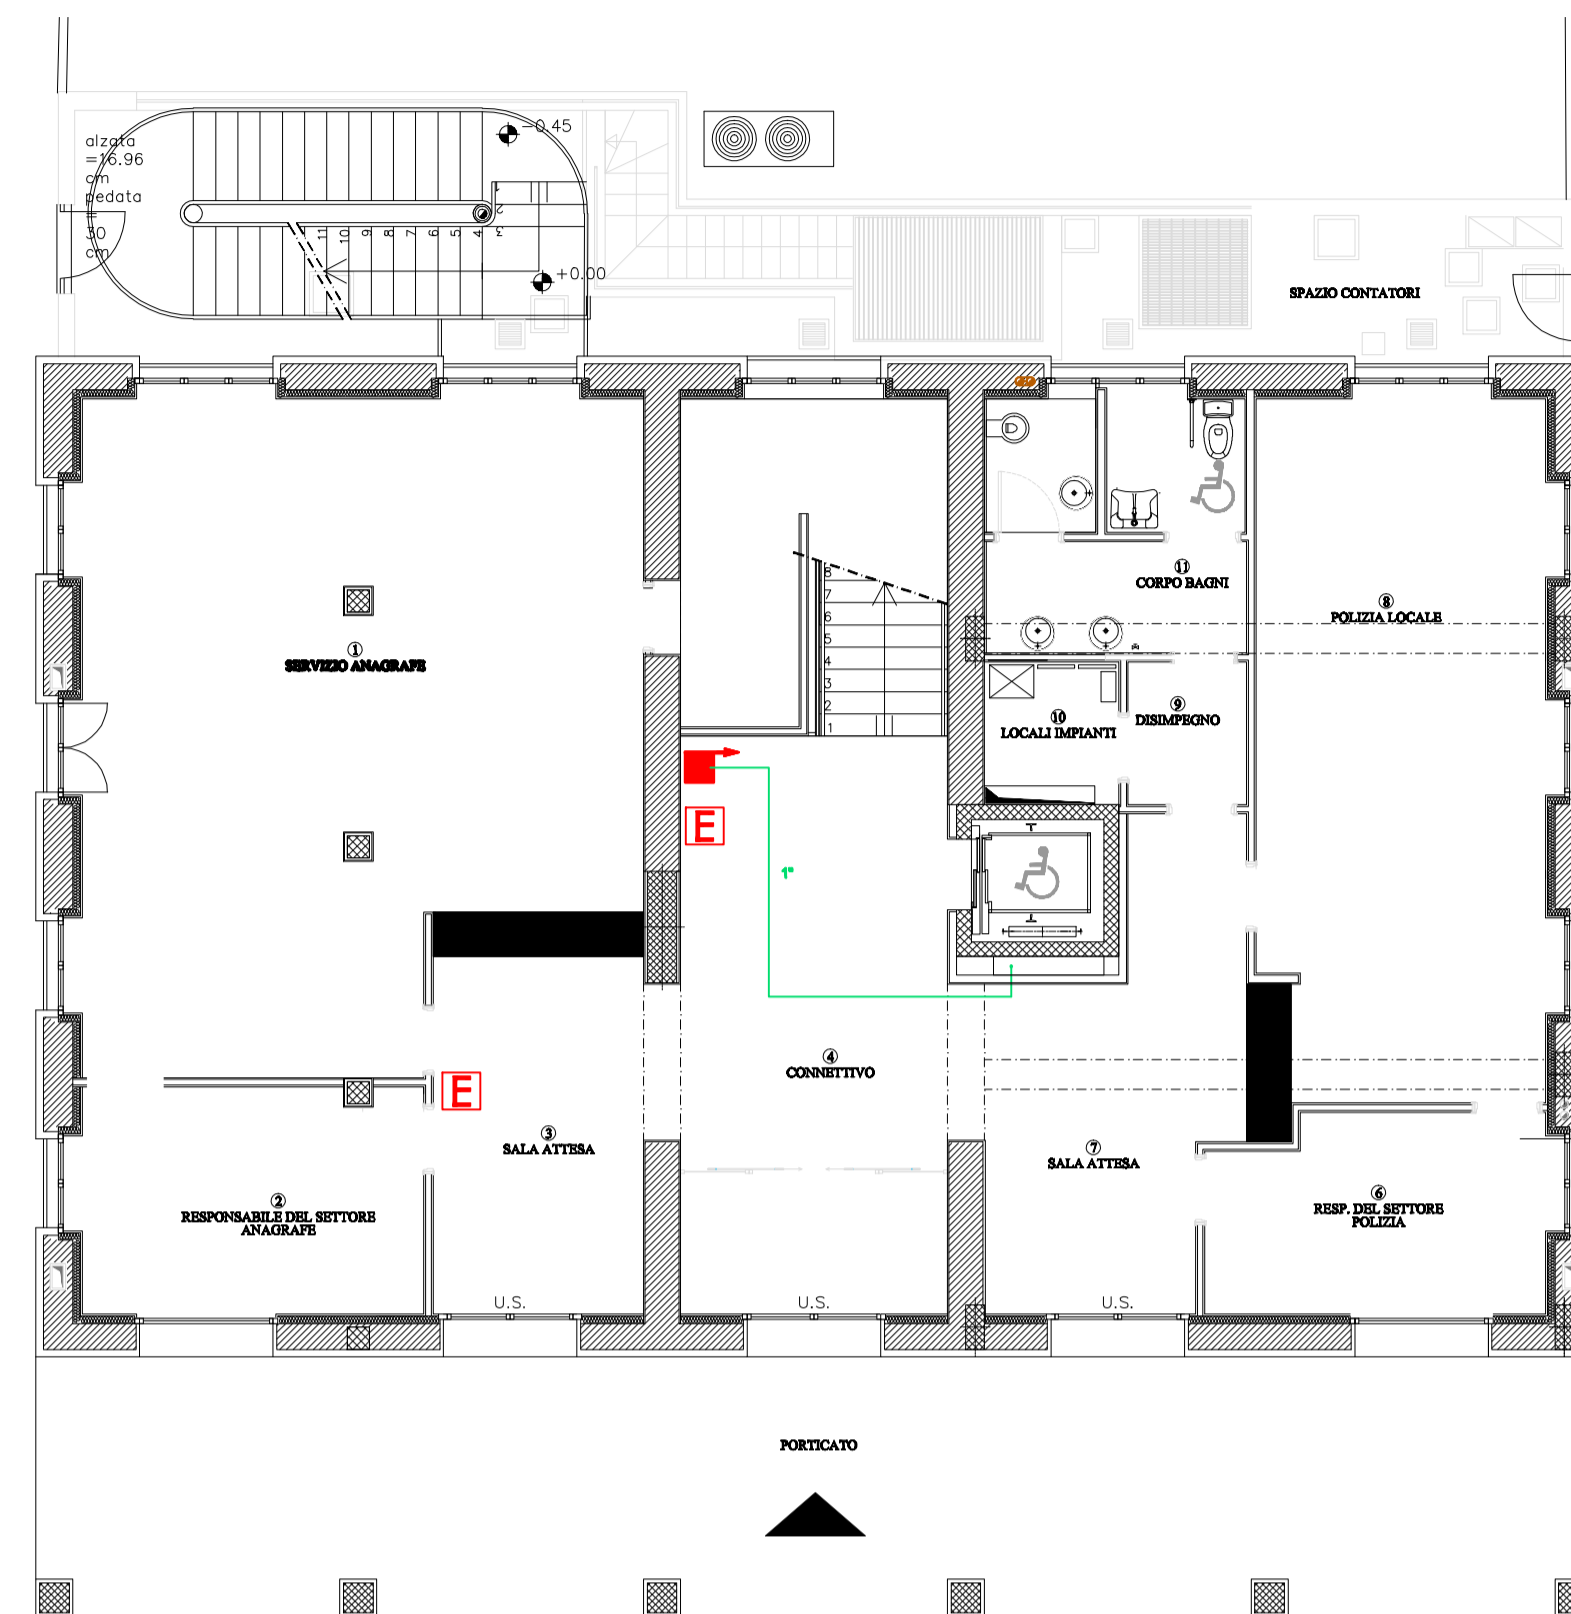 alzata
=16.96
cm
pedata
=
30
cm
-0.45
1
2
3
11
10
9
8
7
6
5
4
+0.00
SPAZIO CONTATORI
11
CORPO BAGNI
8
POLIZIA LOCALE
1
SERVIZIO ANAGRAFE
8
7
6
5
4
3
2
1
10
LOCALI IMPIANTI
9
DISIMPEGNO
E
1"
4
CONNETTIVO
E
3
SALA ATTESA
7
SALA ATTESA
2
RESPONSABILE DEL SETTORE
ANAGRAFE
6
RESP. DEL SETTORE
POLIZIA
U.S.
U.S.
U.S.
PORTICATO